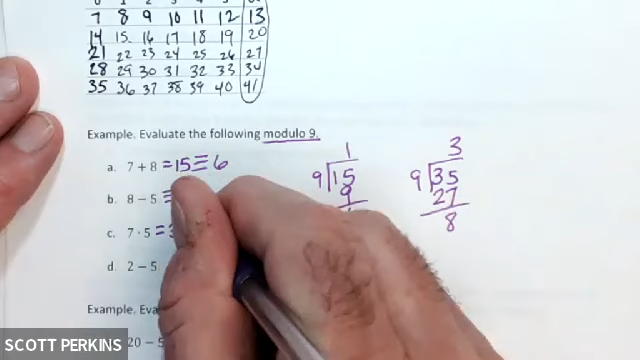 7 8 9 10 11 12 13
14 15 16 17 18 19 20
21 22 23 24 25 26 27
28 29 30 31 32 33 34
35 36 37 38 39 40 41
Example. Evaluate the following modulo 9.
a. 7 + 8 = 15 ≡ 6
b. 8 − 5 ≡
c. 7 · 5 =
d. 2 − 5
1
9 15
9
3
9 35
27
8
Example.
20 − 5
SCOTT PERKINS